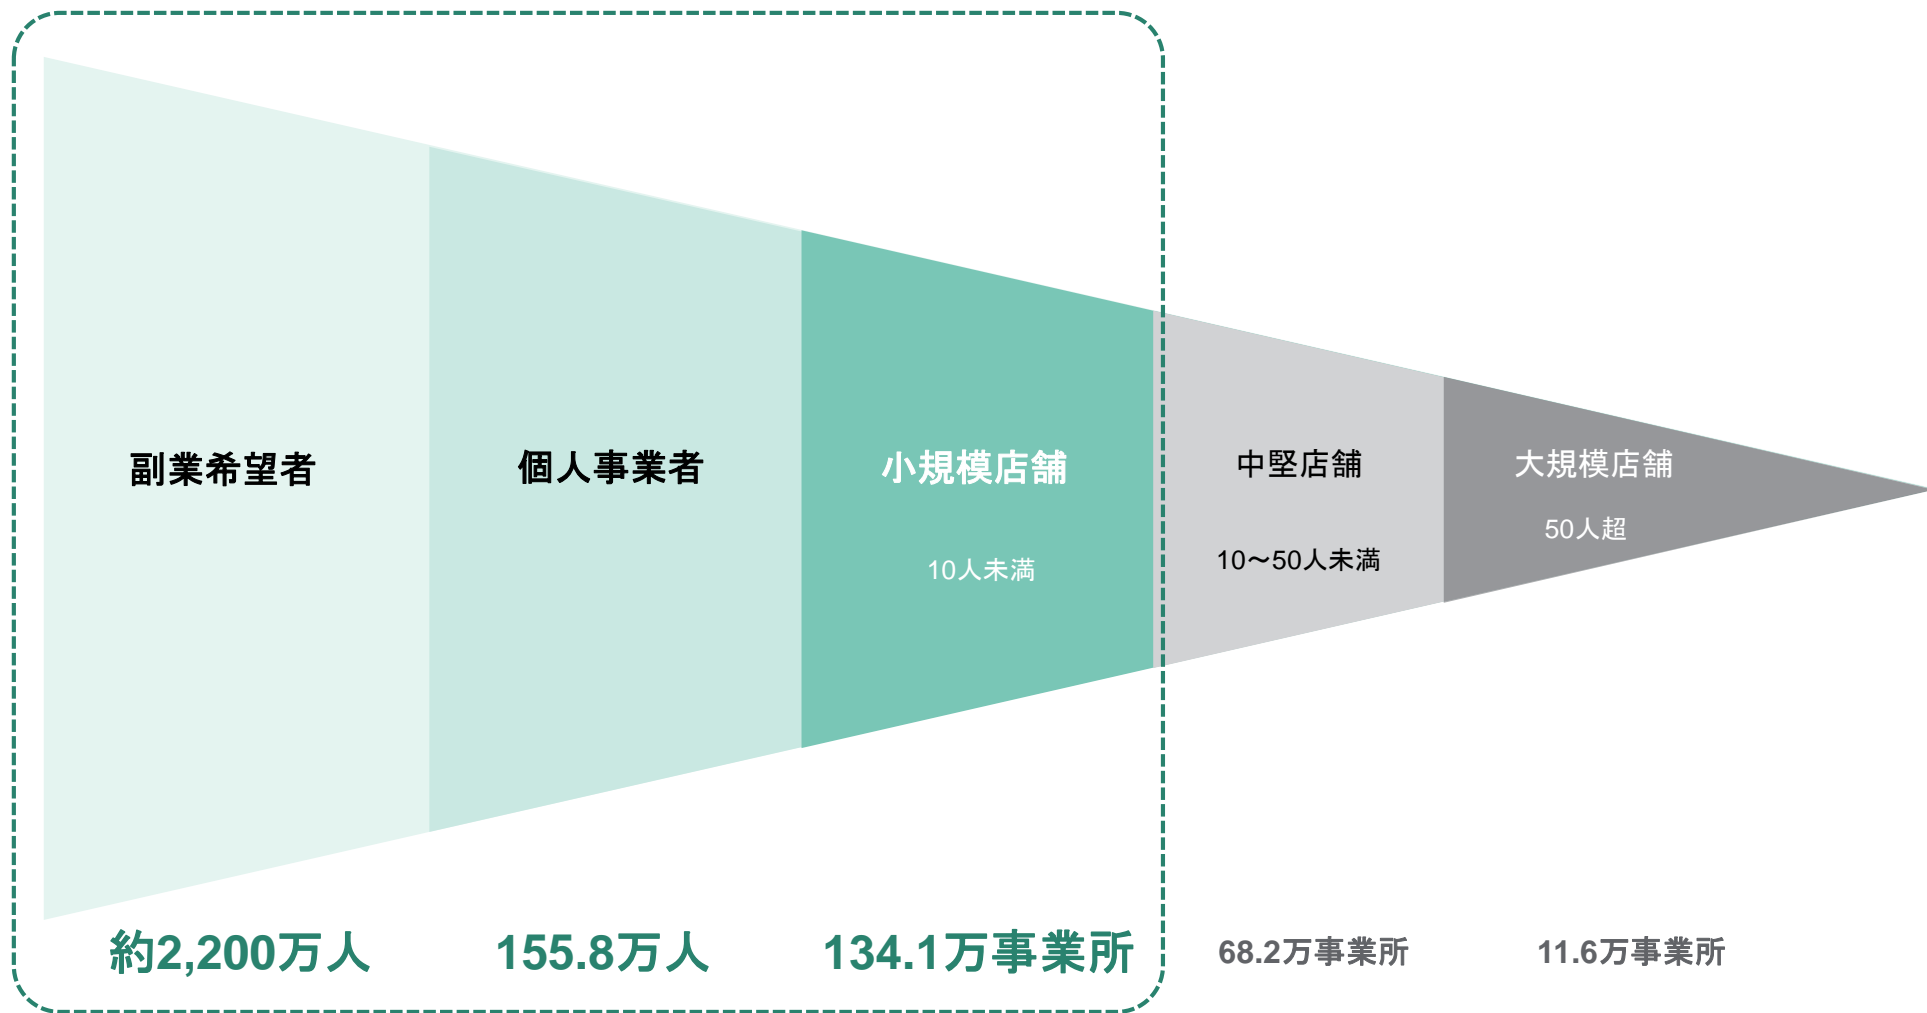 副業希望者
個人事業者
小規模店舗
10人未満
中堅店舗
10～50人未満
大規模店舗
50人超
約2,200万人
155.8万人
134.1万事業所
68.2万事業所
11.6万事業所